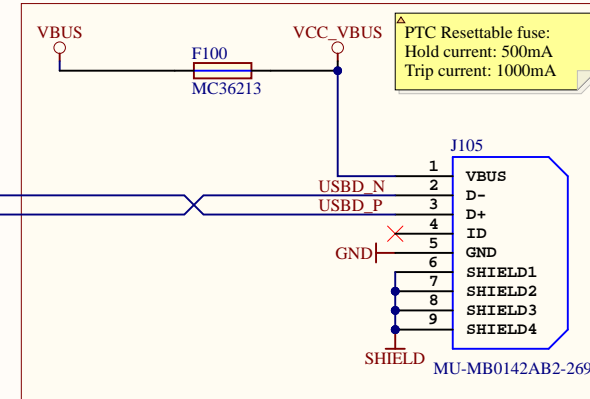 VBUS
VCC_VBUS
F100
MC36213
PTC Resettable fuse:
Hold current: 500mA
Trip current: 1000mA
J105
1 VBUS
USBD_N 2 D-
USBD_P 3 D+
4 ID
GND 5 GND
6 SHIELD1
7 SHIELD2
8 SHIELD3
9 SHIELD4
SHIELD
MU-MB0142AB2-269